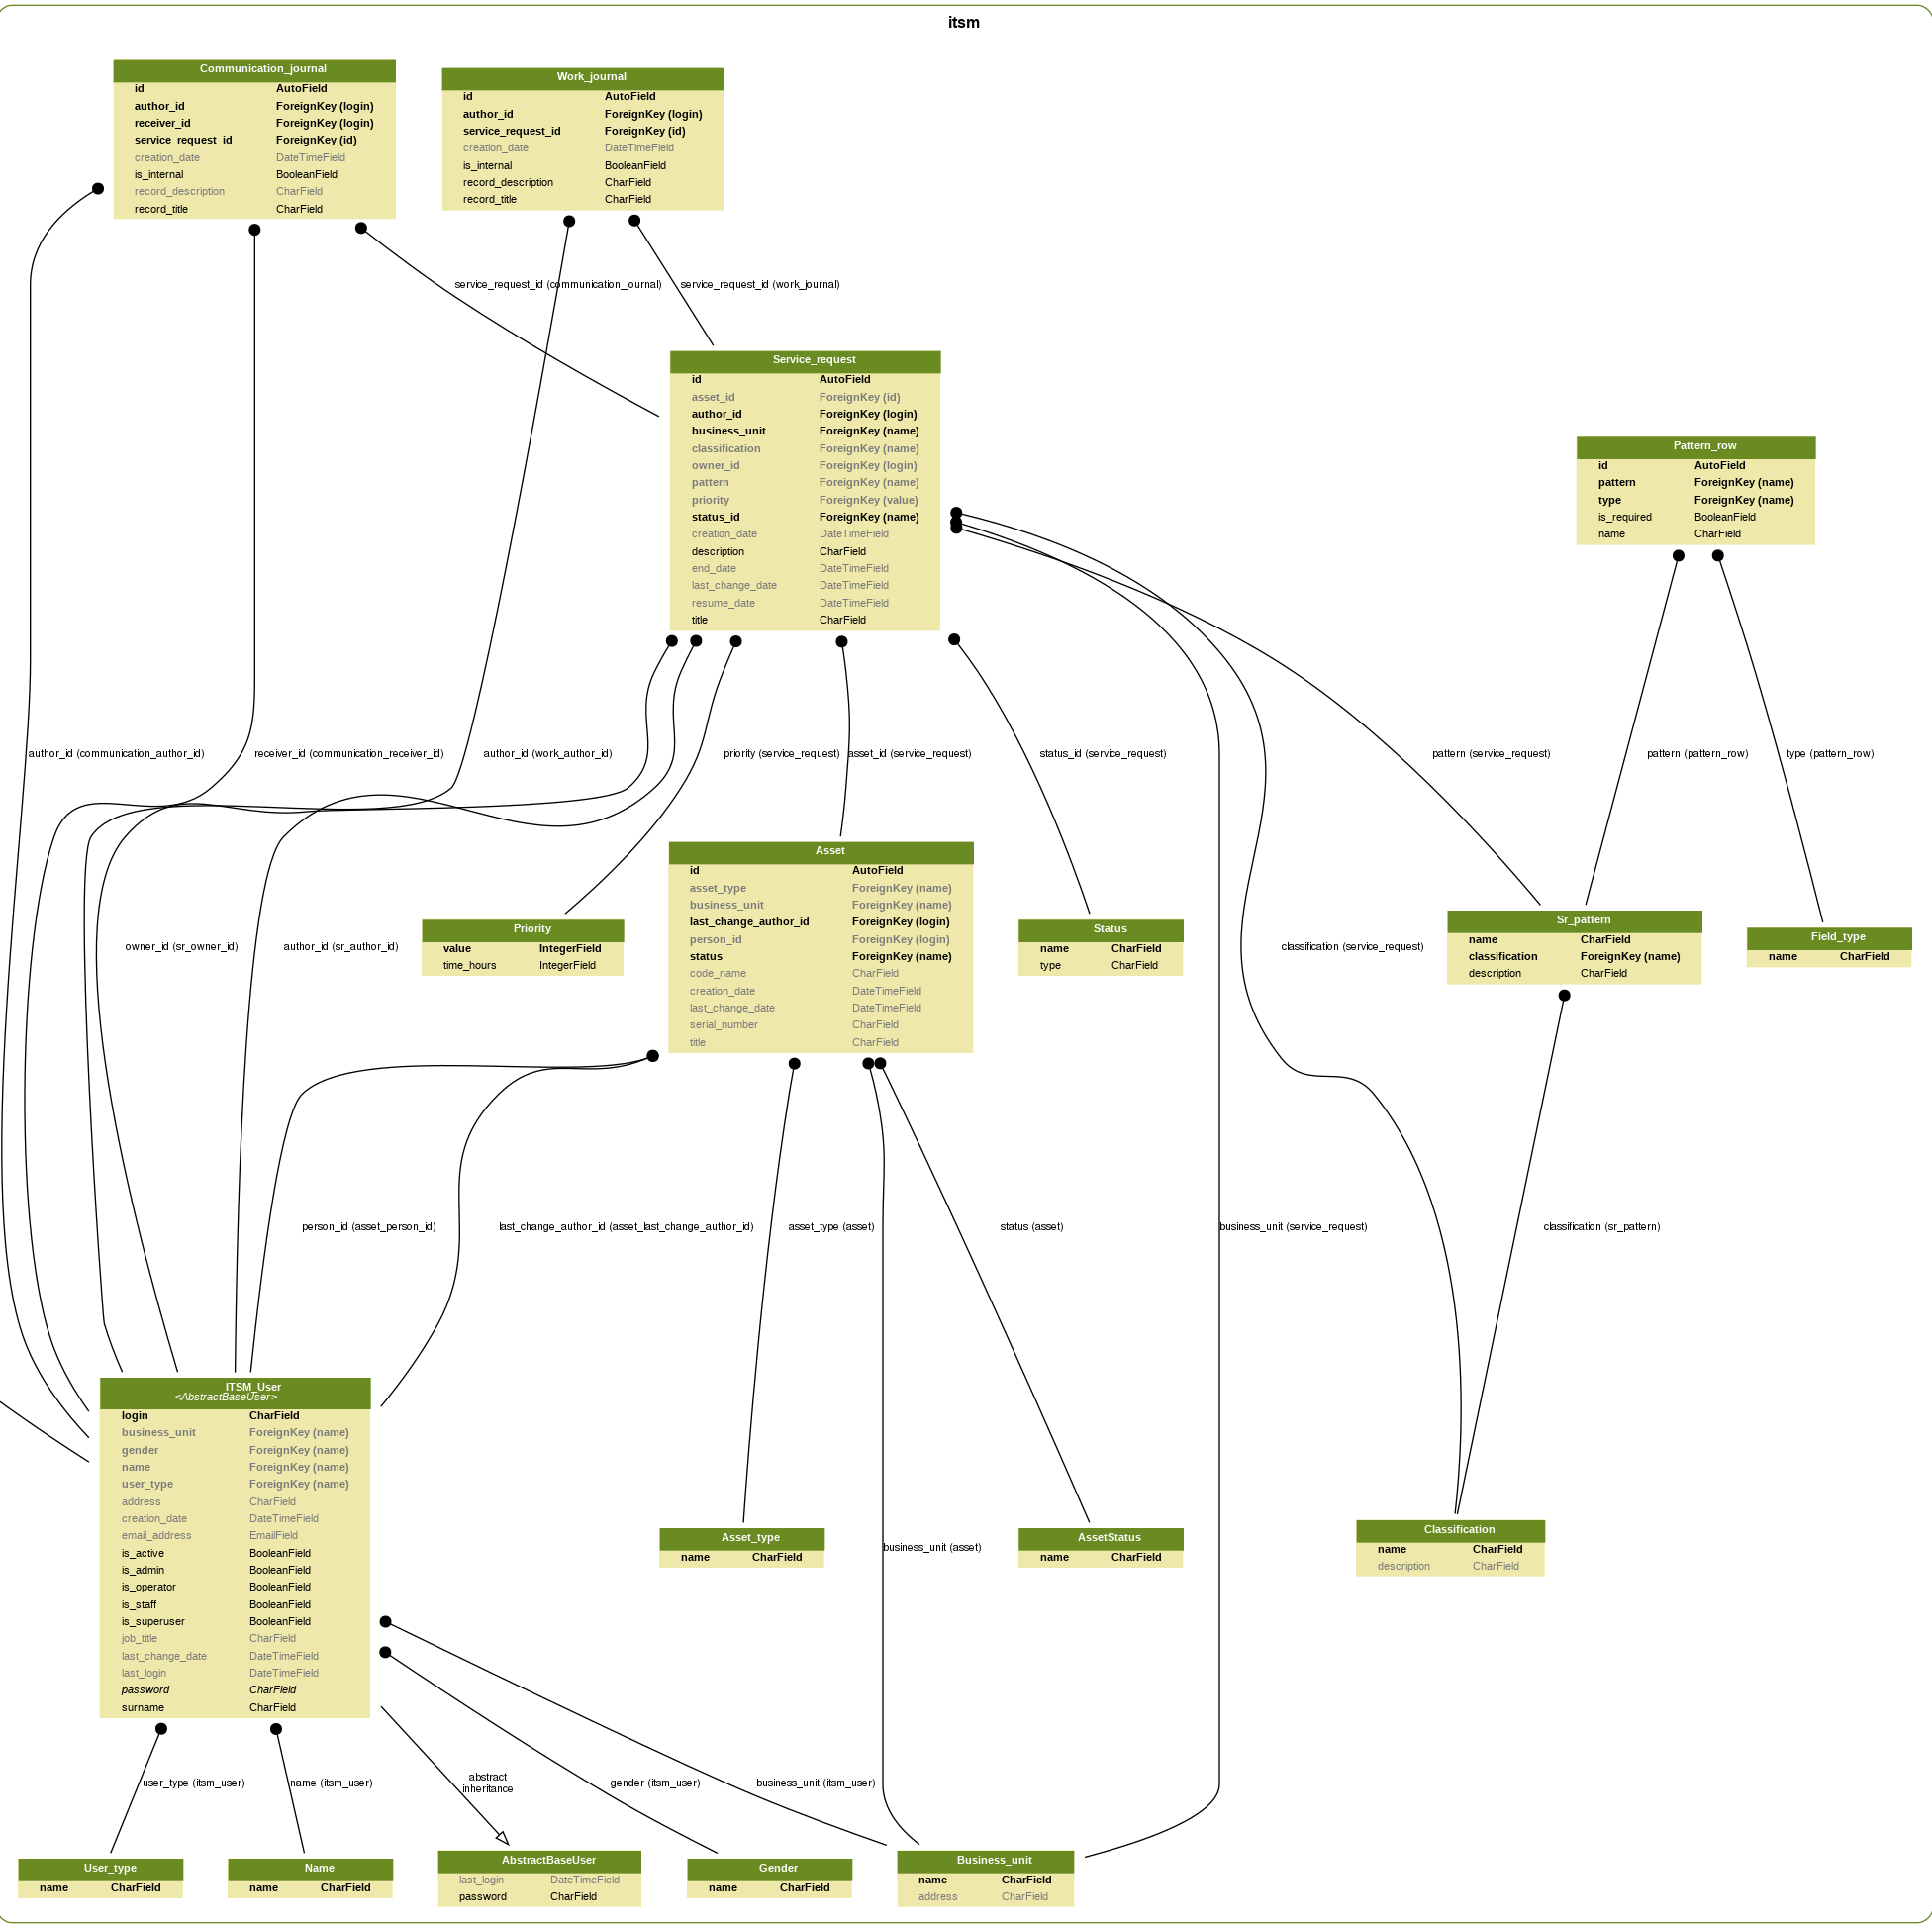 itsm
Communication_journal
id AutoField
author_id ForeignKey (login)
receiver_id ForeignKey (login)
service_request_id ForeignKey (id)
creation_date DateTimeField
is_internal BooleanField
record_description CharField
record_title CharField
Work_journal
id AutoField
author_id ForeignKey (login)
service_request_id ForeignKey (id)
creation_date DateTimeField
is_internal BooleanField
record_description CharField
record_title CharField
service_request_id (communication_journal)
service_request_id (work_journal)
Service_request
id AutoField
asset_id ForeignKey (id)
author_id ForeignKey (login)
business_unit ForeignKey (name)
classification ForeignKey (name)
owner_id ForeignKey (login)
pattern ForeignKey (name)
priority ForeignKey (value)
status_id ForeignKey (name)
creation_date DateTimeField
description CharField
end_date DateTimeField
last_change_date DateTimeField
resume_date DateTimeField
title CharField
Pattern_row
id AutoField
pattern ForeignKey (name)
type ForeignKey (name)
is_required BooleanField
name CharField
author_id (communication_author_id)
receiver_id (communication_receiver_id)
author_id (work_author_id)
priority (service_request)
asset_id (service_request)
status_id (service_request)
pattern (service_request)
pattern (pattern_row)
type (pattern_row)
owner_id (sr_owner_id)
author_id (sr_author_id)
Priority
value IntegerField
time_hours IntegerField
Asset
id AutoField
asset_type ForeignKey (name)
business_unit ForeignKey (name)
last_change_author_id ForeignKey (login)
person_id ForeignKey (login)
status ForeignKey (name)
code_name CharField
creation_date DateTimeField
last_change_date DateTimeField
serial_number CharField
title CharField
Status
name CharField
type CharField
classification (service_request)
Sr_pattern
name CharField
classification ForeignKey (name)
description CharField
Field_type
name CharField
person_id (asset_person_id)
last_change_author_id (asset_last_change_author_id)
asset_type (asset)
status (asset)
business_unit (service_request)
classification (sr_pattern)
ITSM_User
<AbstractBaseUser>
login CharField
business_unit ForeignKey (name)
gender ForeignKey (name)
name ForeignKey (name)
user_type ForeignKey (name)
address CharField
creation_date DateTimeField
email_address EmailField
is_active BooleanField
is_admin BooleanField
is_operator BooleanField
is_staff BooleanField
is_superuser BooleanField
job_title CharField
last_change_date DateTimeField
last_login DateTimeField
password CharField
surname CharField
Asset_type
name CharField
business_unit (asset)
AssetStatus
name CharField
Classification
name CharField
description CharField
user_type (itsm_user)
name (itsm_user)
abstract
inheritance
gender (itsm_user)
business_unit (itsm_user)
User_type
name CharField
Name
name CharField
AbstractBaseUser
last_login DateTimeField
password CharField
Gender
name CharField
Business_unit
name CharField
address CharField